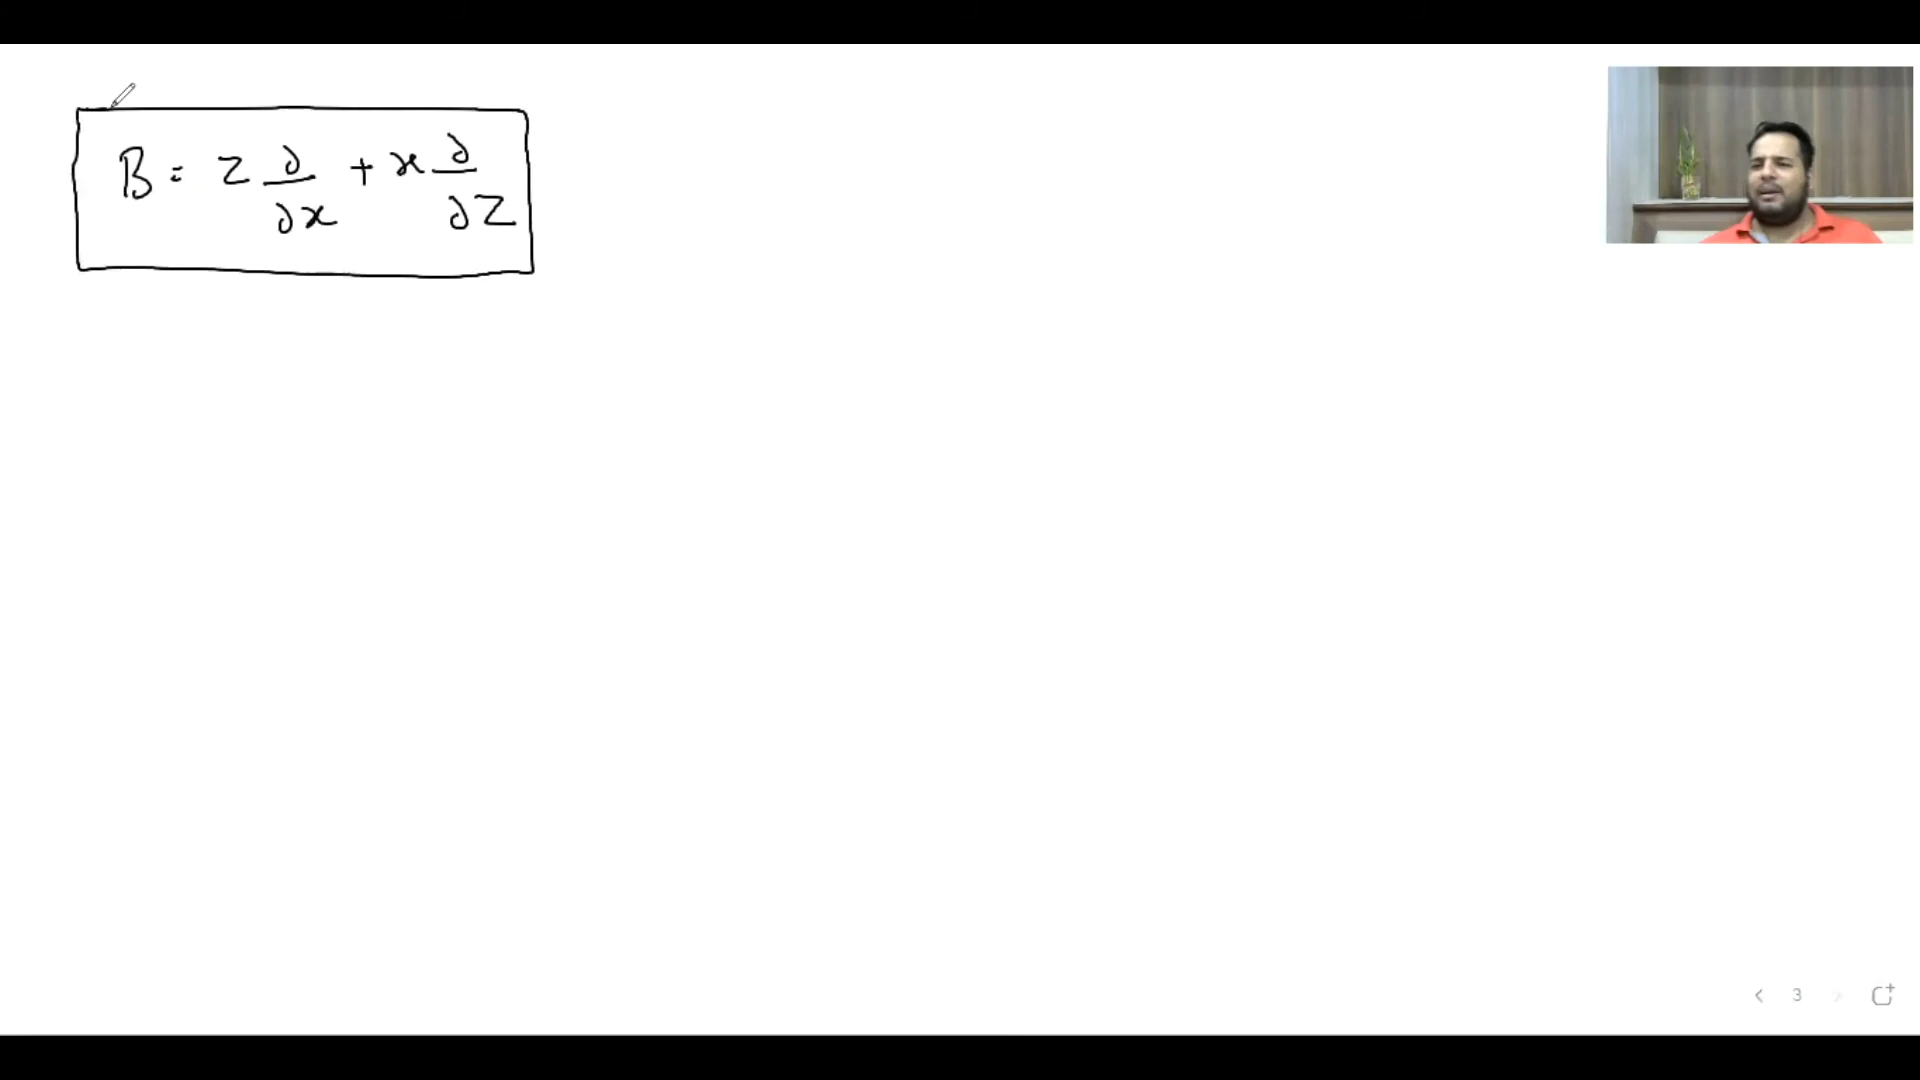 B = z ∂/∂x + x ∂/∂z
3